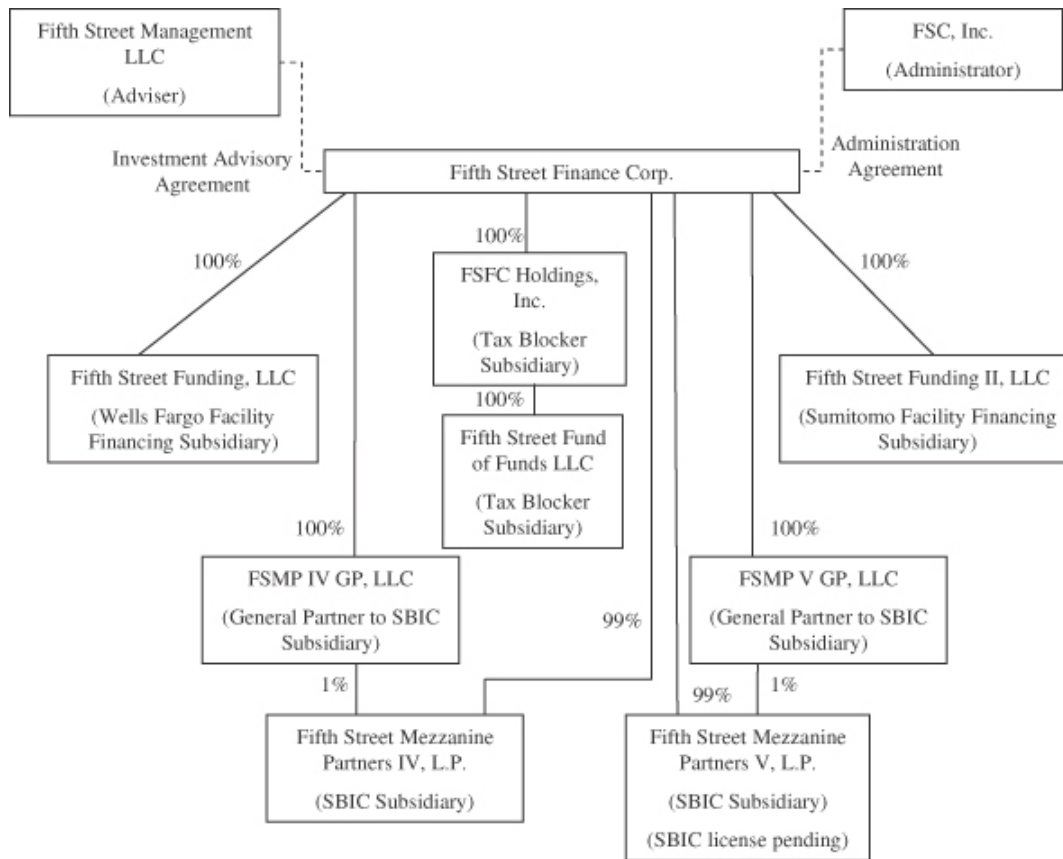 Fifth Street Management
LLC
(Adviser)
FSC, Inc.
(Administrator)
Investment Advisory
Agreement
Administration
Agreement
Fifth Street Finance Corp.
100%
100%
100%
FSFC Holdings,
Inc.
(Tax Blocker
Subsidiary)
Fifth Street Funding, LLC
(Wells Fargo Facility
Financing Subsidiary)
Fifth Street Funding II, LLC
(Sumitomo Facility Financing
Subsidiary)
100%
Fifth Street Fund
of Funds LLC
(Tax Blocker
Subsidiary)
100%
100%
FSMP IV GP, LLC
(General Partner to SBIC
Subsidiary)
99%
FSMP V GP, LLC
(General Partner to SBIC
Subsidiary)
1%
99%
1%
Fifth Street Mezzanine
Partners IV, L.P.
(SBIC Subsidiary)
Fifth Street Mezzanine
Partners V, L.P.
(SBIC Subsidiary)
(SBIC license pending)